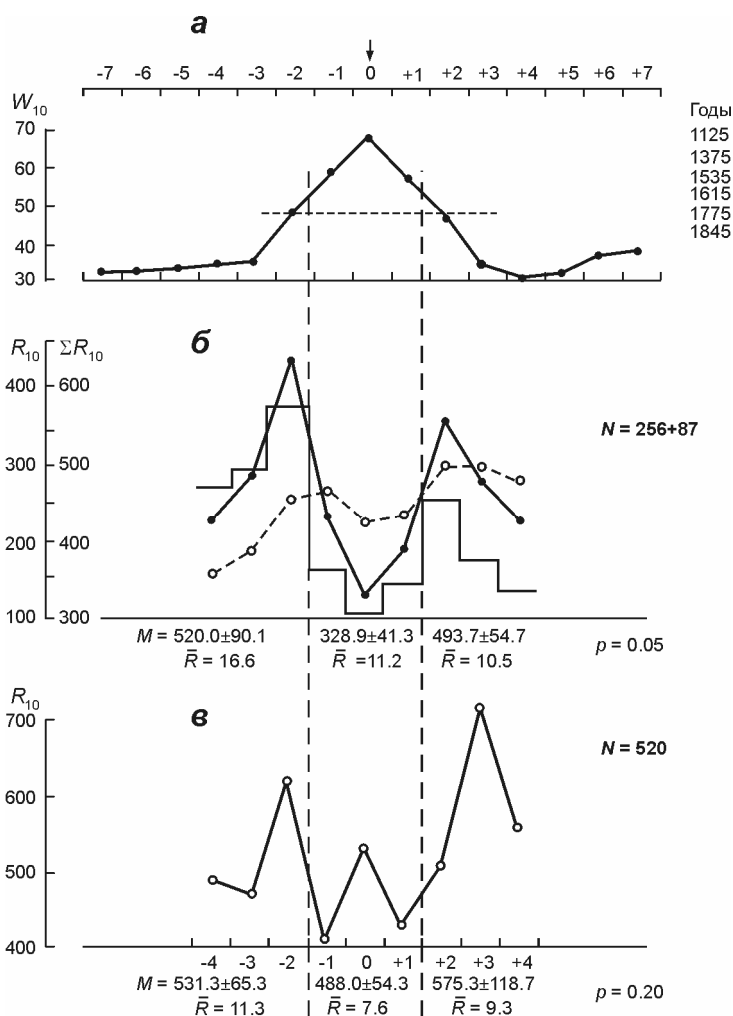 а
-7 -6 -5 -4 -3 -2 -1 0 +1 +2 +3 +4 +5 +6 +7
W10
70
60
50
40
30
Годы
1125
1375
1535
1615
1775
1845
б
R10 ΣR10
400 600
300 500
200 400
100 300
N = 256+87
M = 520.0±90.1 328.9±41.3 493.7±54.7
R̅ = 16.6 R̅ =11.2 R̅ = 10.5
p = 0.05
в
R10
700
600
500
400
N = 520
-4 -3 -2 -1 0 +1 +2 +3 +4
M = 531.3±65.3 488.0±54.3 575.3±118.7
R̅ = 11.3 R̅ = 7.6 R̅ = 9.3
p = 0.20